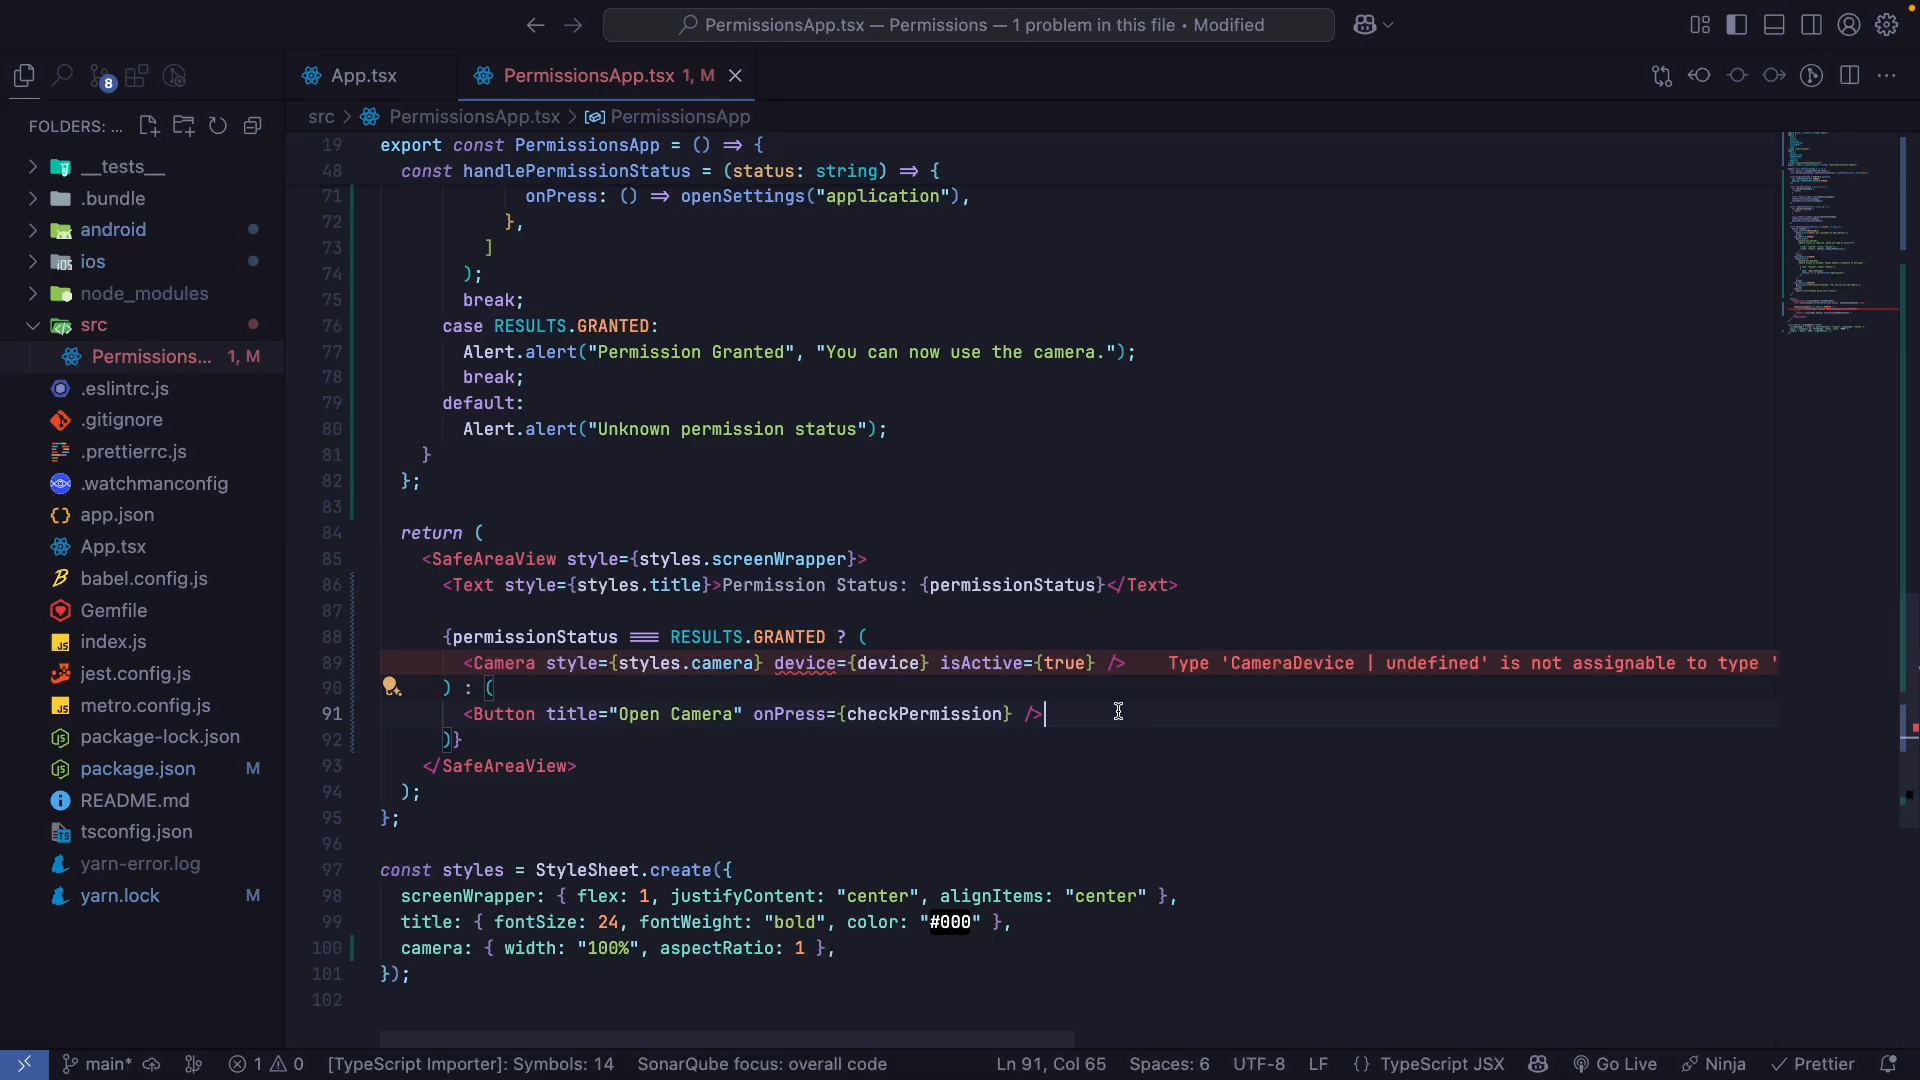 PermissionsApp.tsx — Permissions — 1 problem in this file • Modified
8
App.tsx
PermissionsApp.tsx 1, M
FOLDERS: ...
src > PermissionsApp.tsx > PermissionsApp
__tests__
.bundle
android
ios
node_modules
src
Permissions... 1, M
.eslintrc.js
.gitignore
.prettierrc.js
.watchmanconfig
app.json
App.tsx
babel.config.js
Gemfile
index.js
jest.config.js
metro.config.js
package-lock.json
package.json M
README.md
tsconfig.json
yarn-error.log
yarn.lock M
19 export const PermissionsApp = () => {
48 const handlePermissionStatus = (status: string) => {
71 onPress: () => openSettings("application"),
72 },
73 ]
74 );
75 break;
76 case RESULTS.GRANTED:
77 Alert.alert("Permission Granted", "You can now use the camera.");
78 break;
79 default:
80 Alert.alert("Unknown permission status");
81 }
82 };
83
84 return (
85 <SafeAreaView style={styles.screenWrapper}>
86 <Text style={styles.title}>Permission Status: {permissionStatus}</Text>
87
88 {permissionStatus === RESULTS.GRANTED ? (
89 <Camera style={styles.camera} device={device} isActive={true} /> Type 'CameraDevice | undefined' is not assignable to type '
90 ) : (
91 <Button title="Open Camera" onPress={checkPermission} />
92 )}
93 </SafeAreaView>
94 );
95 };
96
97 const styles = StyleSheet.create({
98 screenWrapper: { flex: 1, justifyContent: "center", alignItems: "center" },
99 title: { fontSize: 24, fontWeight: "bold", color: "#000" },
100 camera: { width: "100%", aspectRatio: 1 },
101 });
102
main* 1 0 [TypeScript Importer]: Symbols: 14 SonarQube focus: overall code Ln 91, Col 65 Spaces: 6 UTF-8 LF {} TypeScript JSX Go Live Ninja Prettier